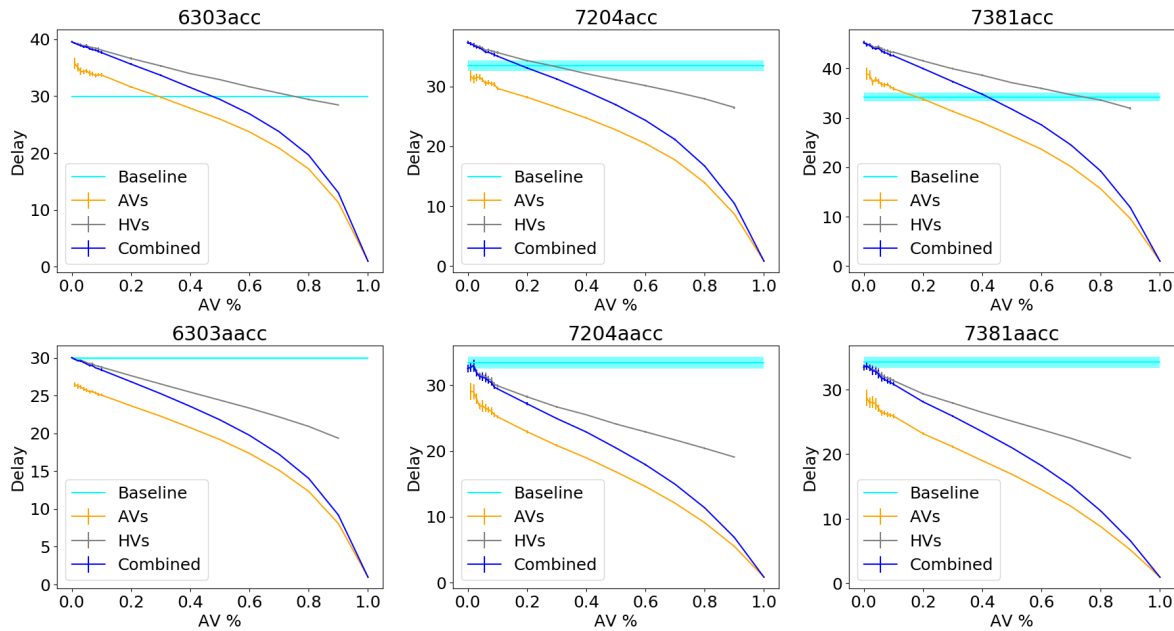 6303acc
Delay
40
30
20
10
0
Baseline
AVs
HVs
Combined
0.0 0.2 0.4 0.6 0.8 1.0
AV %
7204acc
Delay
30
20
10
0
Baseline
AVs
HVs
Combined
0.0 0.2 0.4 0.6 0.8 1.0
AV %
7381acc
Delay
40
30
20
10
0
Baseline
AVs
HVs
Combined
0.0 0.2 0.4 0.6 0.8 1.0
AV %
6303aacc
Delay
30
25
20
15
10
5
0
Baseline
AVs
HVs
Combined
0.0 0.2 0.4 0.6 0.8 1.0
AV %
7204aacc
Delay
30
20
10
0
Baseline
AVs
HVs
Combined
0.0 0.2 0.4 0.6 0.8 1.0
AV %
7381aacc
Delay
30
20
10
0
Baseline
AVs
HVs
Combined
0.0 0.2 0.4 0.6 0.8 1.0
AV %